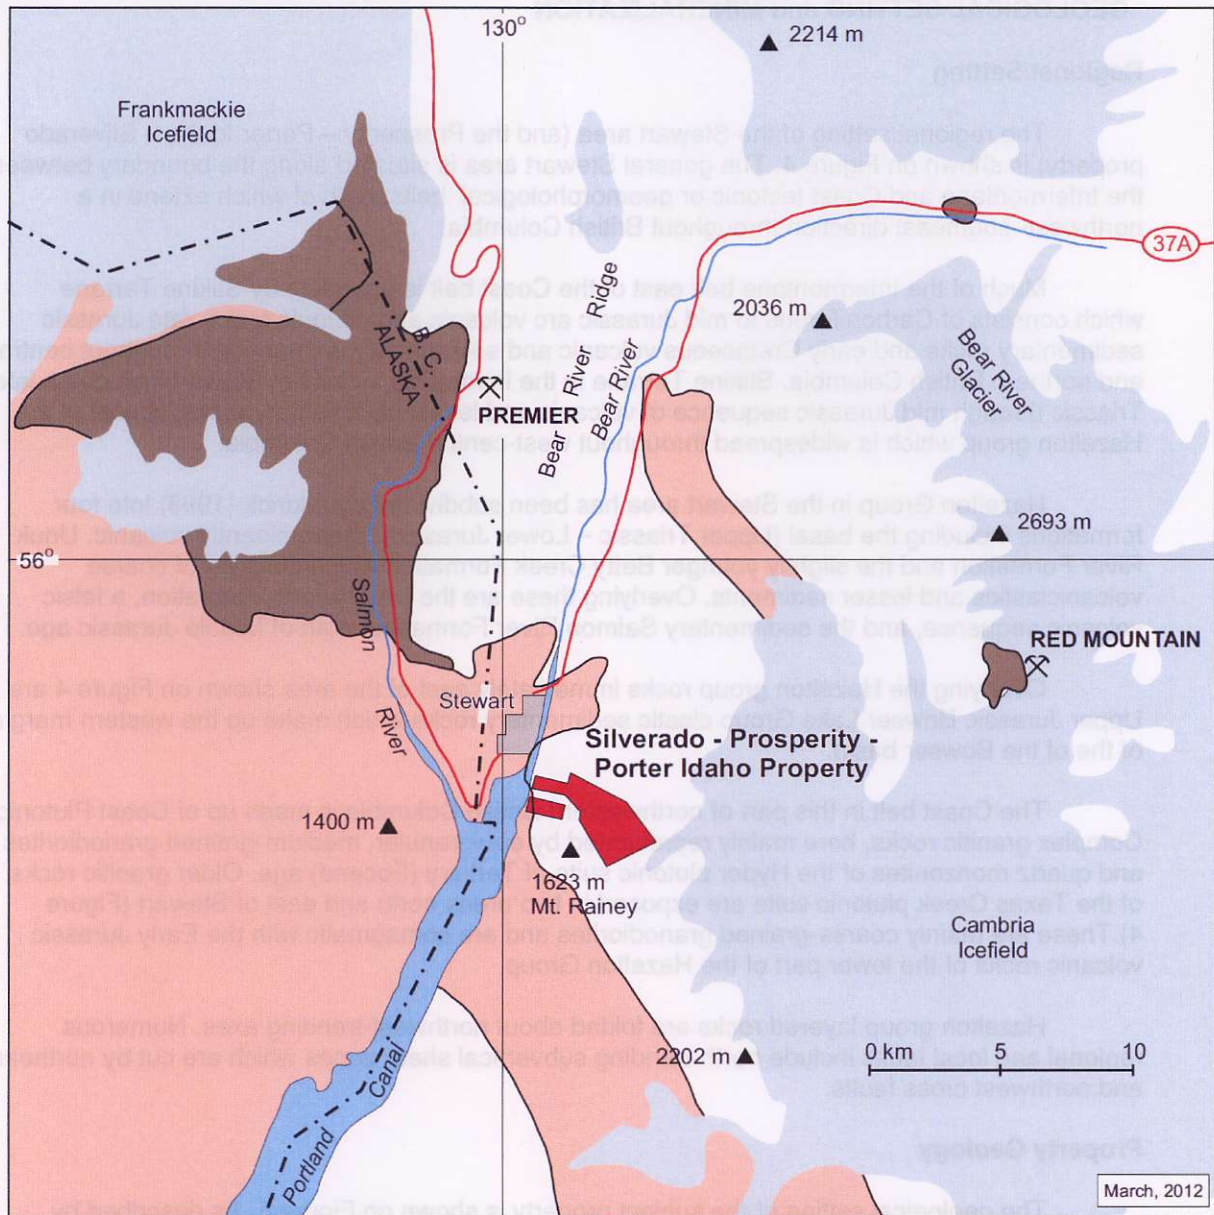 130°
2214 m
Frankmackie
Icefield
37A
Bear River Ridge
2036 m
Bear River
Glacier
B. C.
ALASKA
Bear River
PREMIER
2693 m
56°
Salmon
River
RED MOUNTAIN
Stewart
Silverado - Prosperity -
Porter Idaho Property
1400 m
1623 m
Mt. Rainey
Cambria
Icefield
0 km 5 10
2202 m
Portland Canal
March, 2012